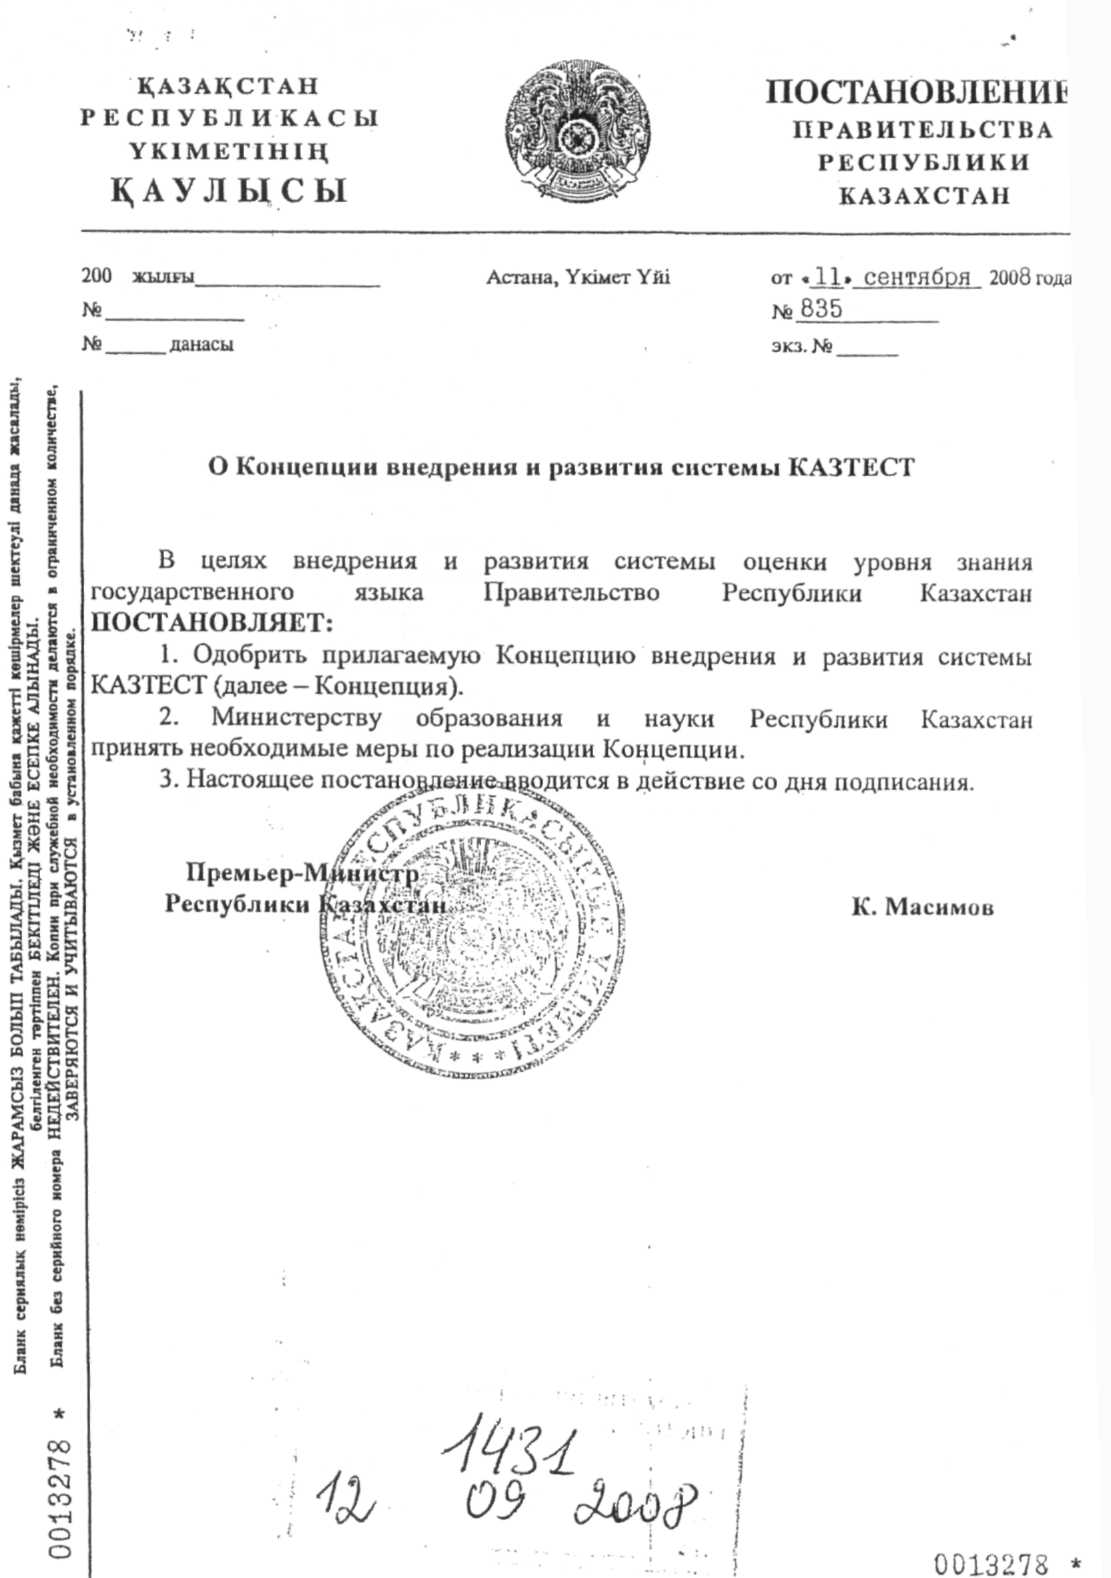 ҚАЗАҚСТАН
РЕСПУБЛИКАСЫ
ҮКІМЕТІНІҢ
ҚАУЛЫСЫ
ПОСТАНОВЛЕНИЕ
ПРАВИТЕЛЬСТВА
РЕСПУБЛИКИ
КАЗАХСТАН
200 жылғы
№
№ данасы
Астана, Үкімет Үйі
от «11» сентября 2008 года
№ 835
экз. №
О Концепции внедрения и развития системы КАЗТЕСТ
В целях внедрения и развития системы оценки уровня знания
государственного языка Правительство Республики Казахстан
ПОСТАНОВЛЯЕТ:
1. Одобрить прилагаемую Концепцию внедрения и развития системы
КАЗТЕСТ (далее – Концепция).
2. Министерству образования и науки Республики Казахстан
принять необходимые меры по реализации Концепции.
3. Настоящее постановление вводится в действие со дня подписания.
Премьер-Министр
Республики Казахстан
К. Масимов
ҚАЗАҚСТАН РЕСПУБЛИКАСЫНЫҢ ҮКІМЕТІ * * *
Бланк сериялық нөмірісіз ЖАРАМСЫЗ БОЛЫП ТАБЫЛАДЫ. Қызмет бабына қажетті көшірмелер шектеулі данада жасалады,
белгіленген тәртіппен БЕКІТІЛЕДІ ЖӘНЕ ЕСЕПКЕ АЛЫНАДЫ.
Бланк без серийного номера НЕДЕЙСТВИТЕЛЕН. Копии при служебной необходимости делаются в ограниченном количестве,
ЗАВЕРЯЮТСЯ И УЧИТЫВАЮТСЯ в установленном порядке.
0013278 *
1431
12 09 2008
0013278 *